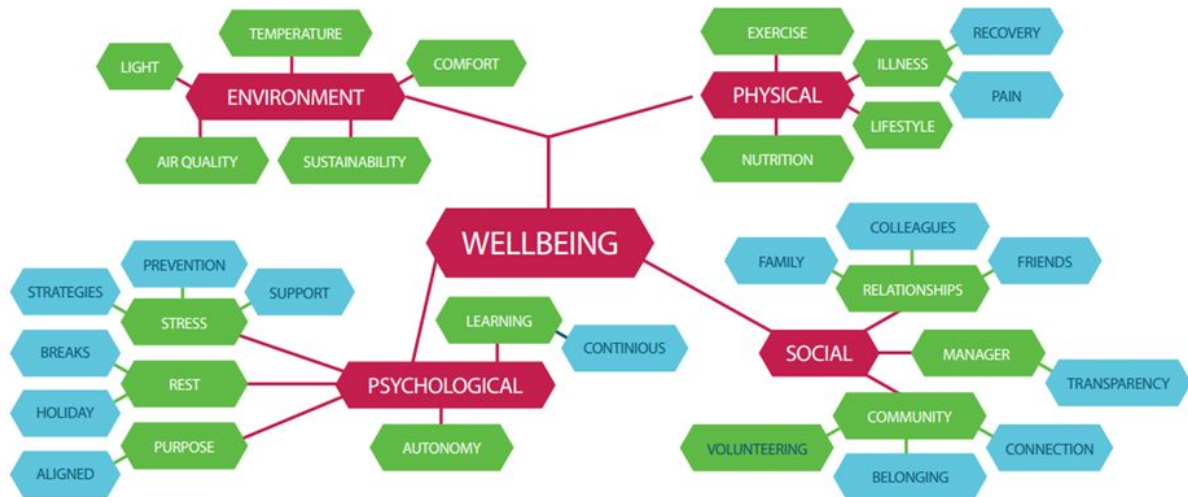 TEMPERATURE
LIGHT
COMFORT
ENVIRONMENT
AIR QUALITY
SUSTAINABILITY
EXERCISE
RECOVERY
ILLNESS
PHYSICAL
PAIN
LIFESTYLE
NUTRITION
WELLBEING
PREVENTION
STRATEGIES
SUPPORT
STRESS
BREAKS
REST
HOLIDAY
PURPOSE
ALIGNED
LEARNING
CONTINIOUS
PSYCHOLOGICAL
AUTONOMY
COLLEAGUES
FAMILY
FRIENDS
RELATIONSHIPS
SOCIAL
MANAGER
TRANSPARENCY
COMMUNITY
VOLUNTEERING
CONNECTION
BELONGING